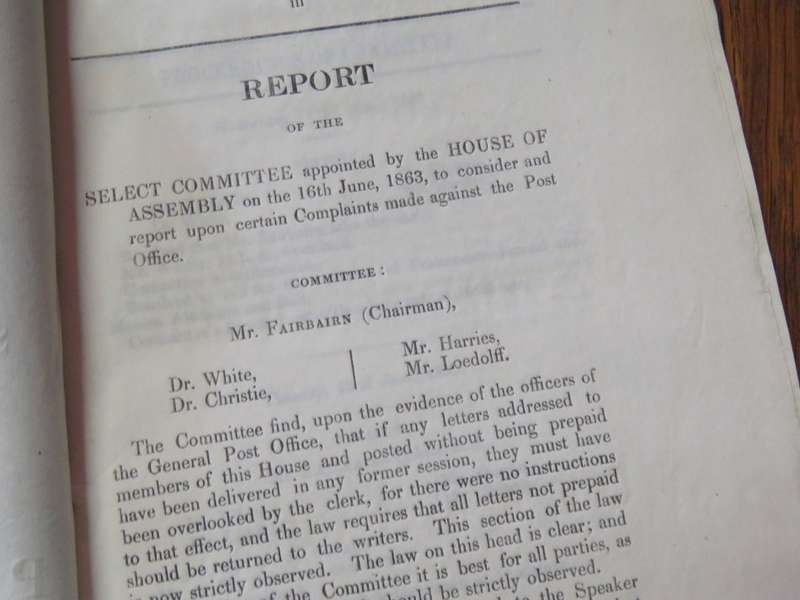 iii
REPORT
OF THE
SELECT COMMITTEE appointed by the HOUSE OF
ASSEMBLY on the 16th June, 1863, to consider and
report upon certain Complaints made against the Post
Office.
COMMITTEE:
Mr. FAIRBAIRN (Chairman),
Dr. White,
Dr. Christie,
Mr. Harries,
Mr. Loedolff.
The Committee find, upon the evidence of the officers of
the General Post Office, that if any letters addressed to
members of this House and posted without being prepaid
have been delivered in any former session, they must have
been overlooked by the clerk, for there were no instructions
to that effect, and the law requires that all letters not prepaid
should be returned to the writers. This section of the law
is now strictly observed. The law on this head is clear; and
of the Committee it is best for all parties, as
should be strictly observed.
to the Speaker